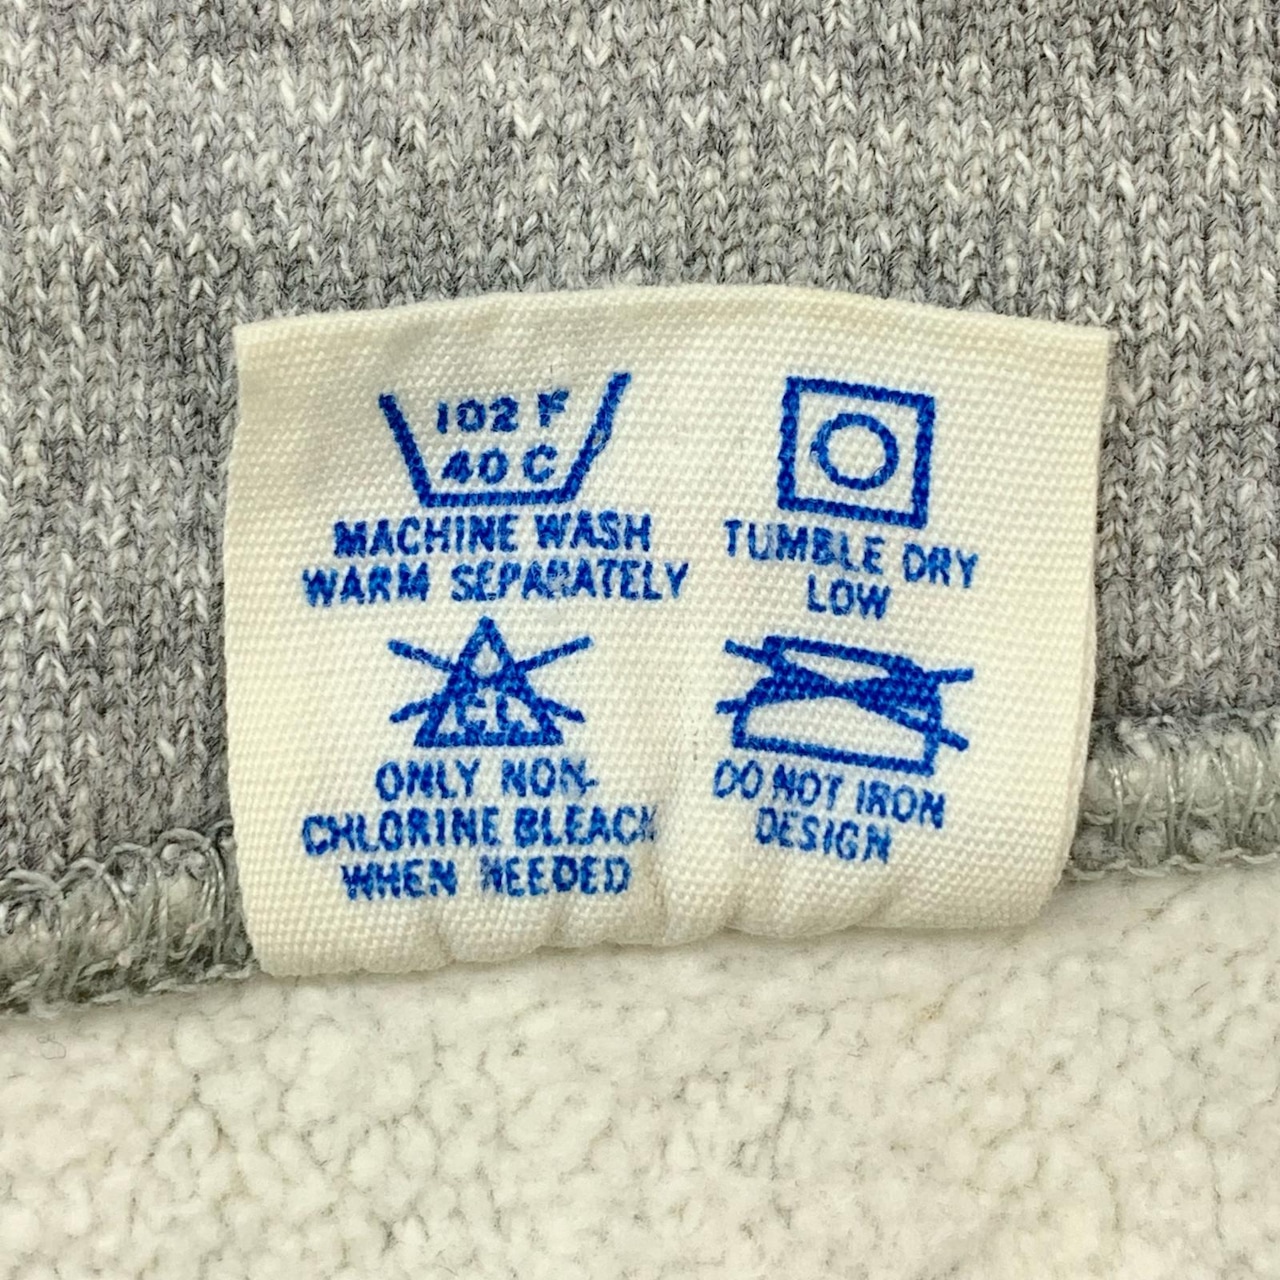 102 F
40 C
MACHINE WASH
WARM SEPARATELY
TUMBLE DRY
LOW
CL
ONLY NON-
CHLORINE BLEACH
WHEN NEEDED
DO NOT IRON
DESIGN